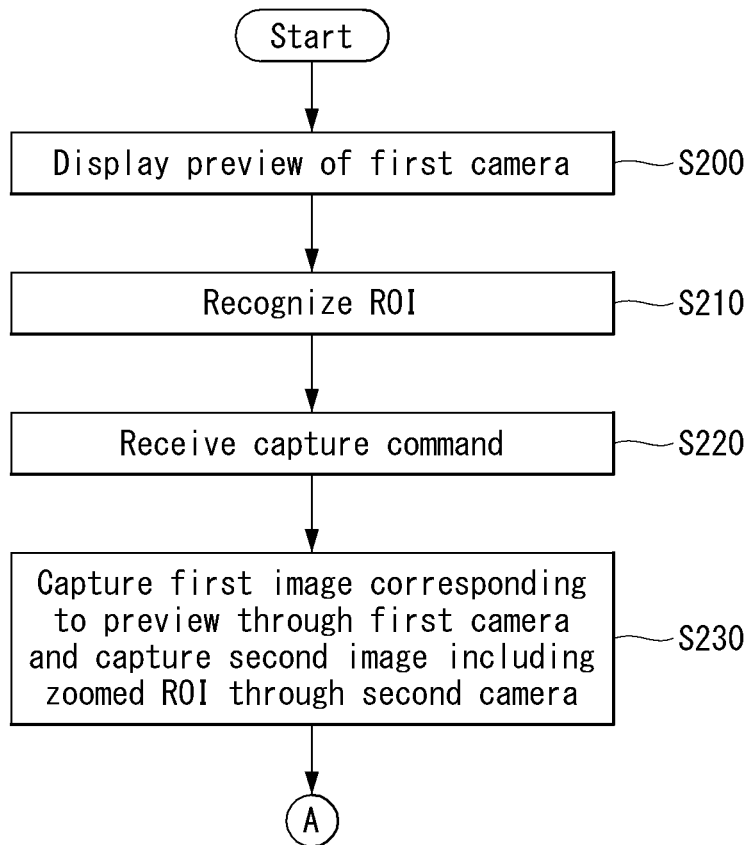 Start
Display preview of first camera
S200
Recognize ROI
S210
Receive capture command
S220
Capture first image corresponding
to preview through first camera
and capture second image including
zoomed ROI through second camera
S230
A